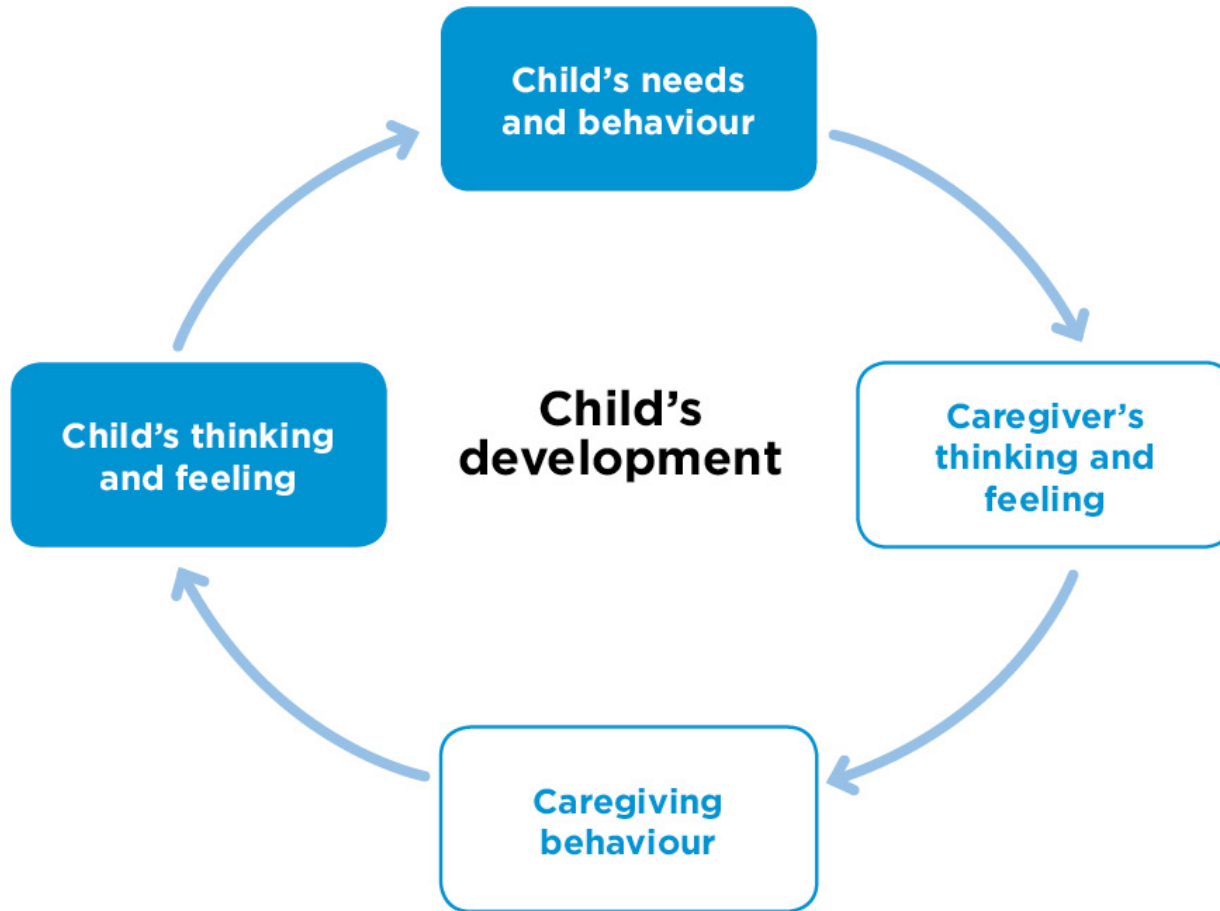 Child’s needs
and behaviour
Caregiver’s
thinking and
feeling
Caregiving
behaviour
Child’s thinking
and feeling
Child’s
development